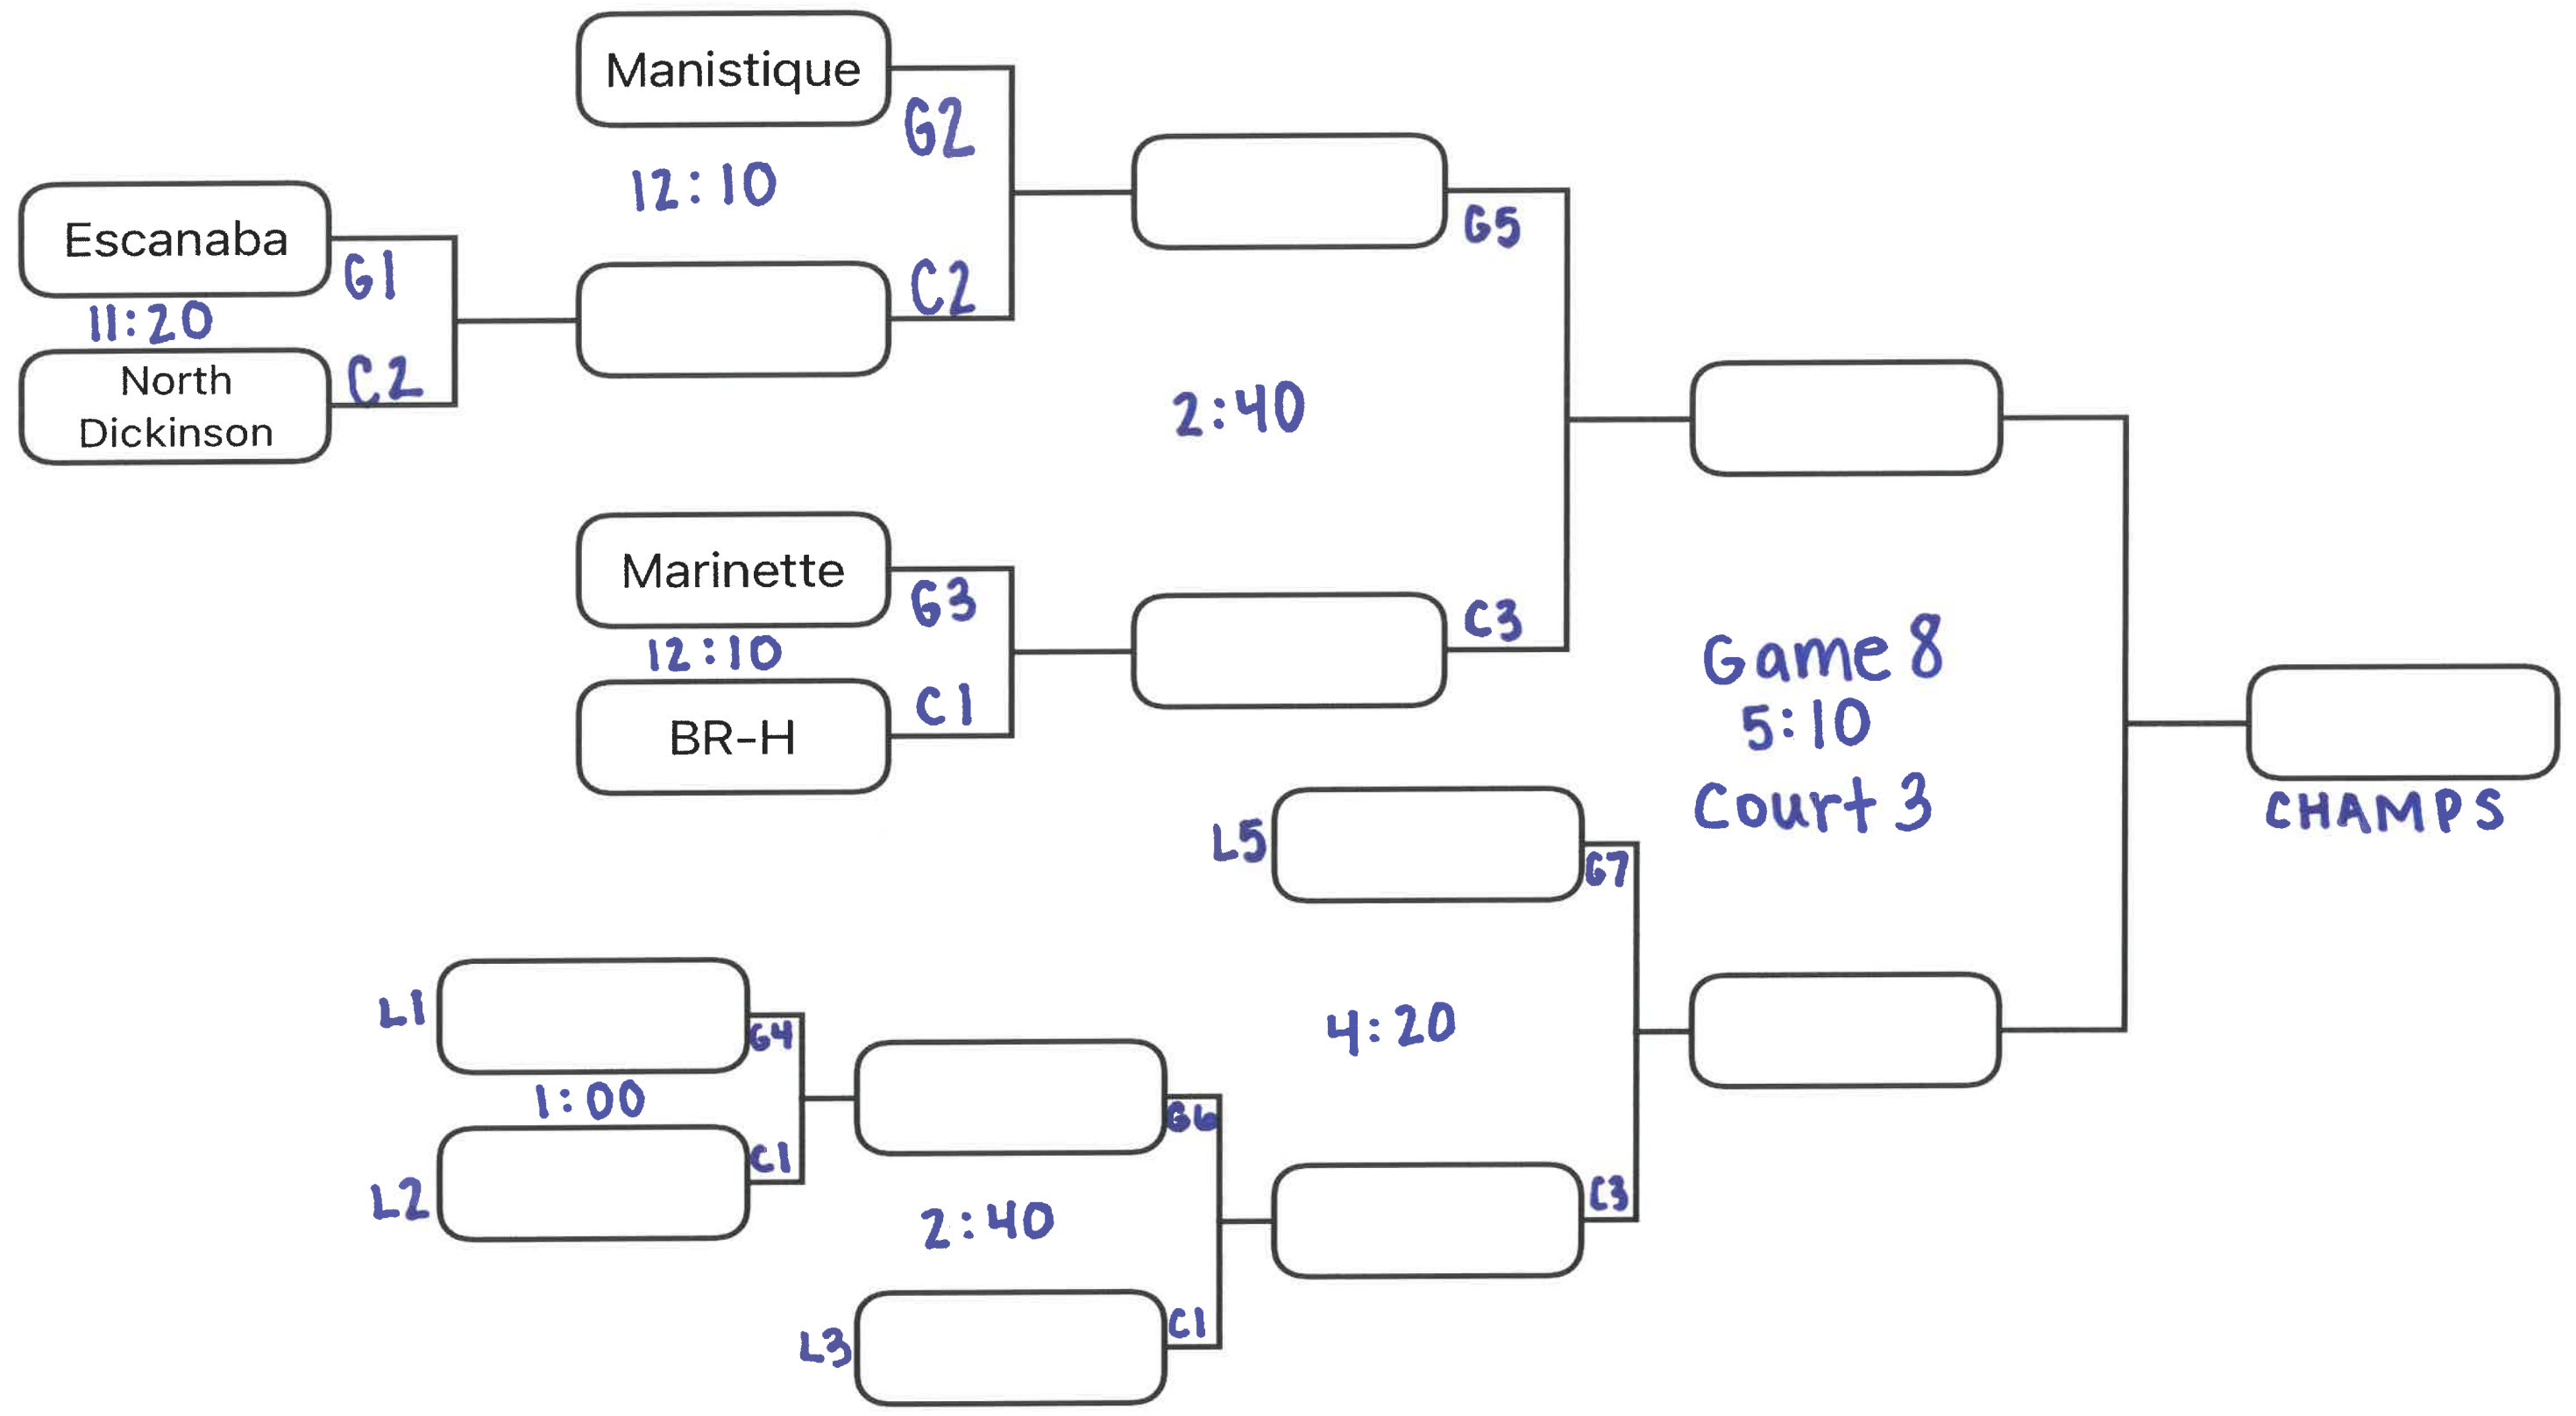 Manistique
G2
12:10
C2
Escanaba
G1
11:20
C2
North
Dickinson
G5
2:40
C3
Marinette
G3
12:10
C1
BR-H
Game 8
5:10
Court 3
CHAMPS
L5
G7
4:20
C3
L1
G4
1:00
C1
L2
G6
2:40
C1
L3